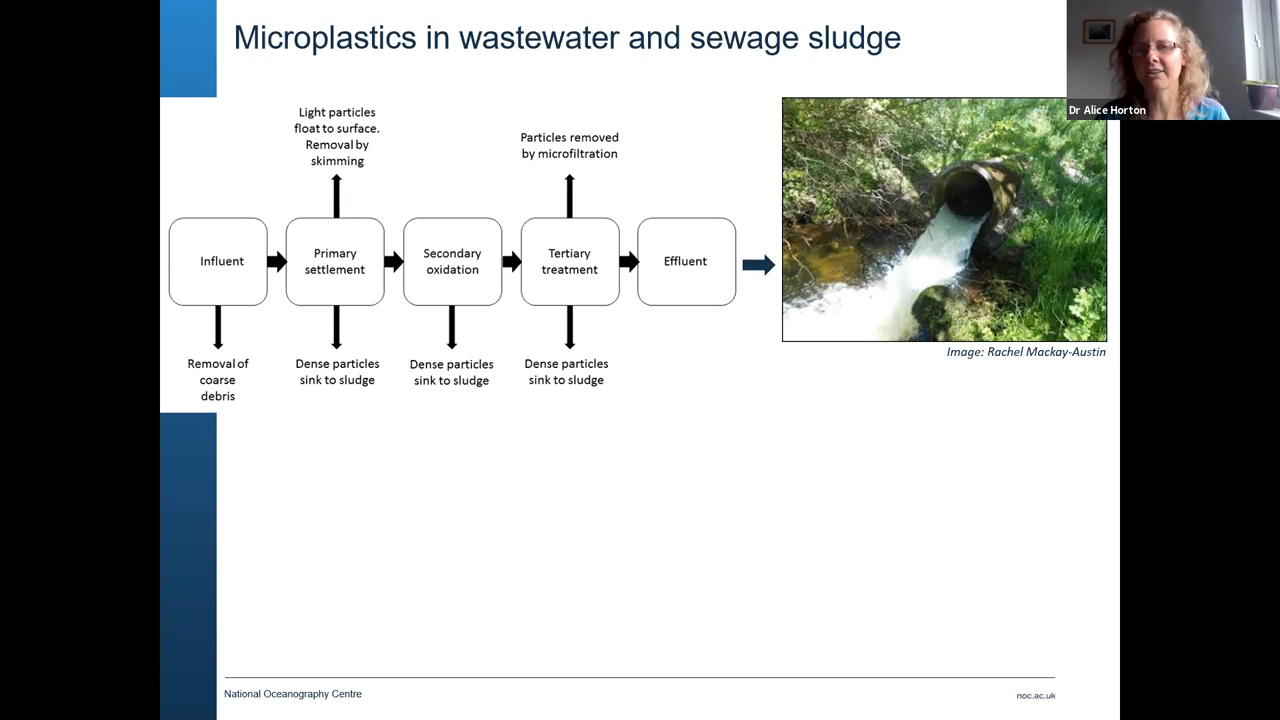 Microplastics in wastewater and sewage sludge
Dr Alice Horton
Light particles
float to surface.
Removal by
skimming
Particles removed
by microfiltration
Influent
Primary
settlement
Secondary
oxidation
Tertiary
treatment
Effluent
Removal of
coarse
debris
Dense particles
sink to sludge
Dense particles
sink to sludge
Dense particles
sink to sludge
Image: Rachel Mackay-Austin
National Oceanography Centre
noc.ac.uk